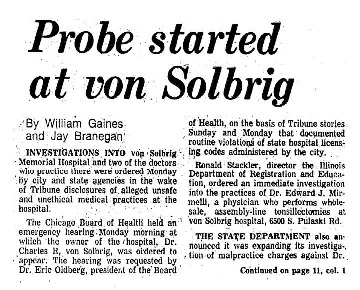 Probe started
at von Solbrig
By William Gaines
and Jay Branegan
INVESTIGATIONS INTO von Solbrig
Memorial Hospital and two of the doctors
who practice there were ordered Monday
by city and state agencies in the wake
of Tribune disclosures of alleged unsafe
and unethical medical practices at the
hospital.
The Chicago Board of Health held an
emergency hearing Monday morning at
which the owner of the hospital, Dr.
Charles R. von Solbrig, was ordered to
appear. The hearing was requested by
Dr. Eric Oldberg, president of the Board
of Health, on the basis of Tribune stories
Sunday and Monday that documented
routine violations of state hospital licens-
ing codes administered by the city.
Ronald Stackler, director the Illinois
Department of Registration and Educa-
tion, ordered an immediate investigation
into the practices of Dr. Edward J. Mir-
melli, a physician who performs whole-
sale, assembly-line tonsillectomies at
von Solbrig hospital, 6500 S. Pulaski Rd.
THE STATE DEPARTMENT also an-
nounced it was expanding its investiga-
tion of malpractice charges against Dr.
Continued on page 11, col. 1